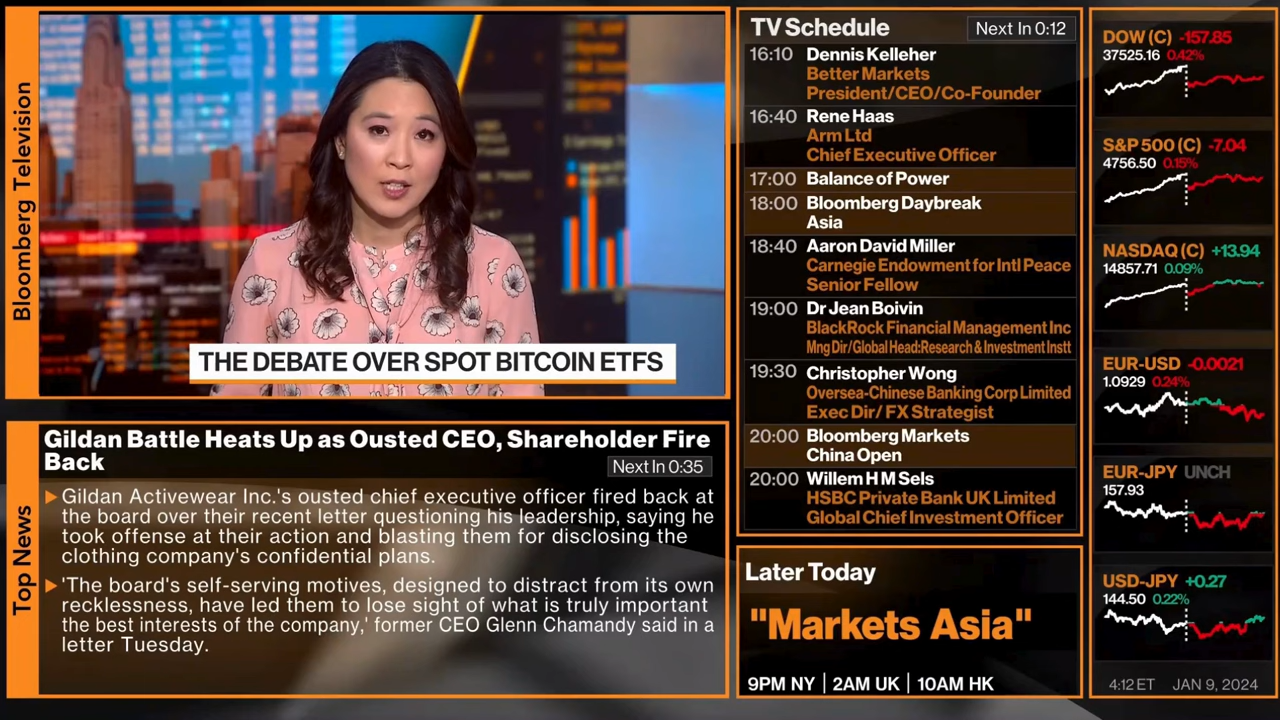 Bloomberg Television
THE DEBATE OVER SPOT BITCOIN ETFS
Top News
Gildan Battle Heats Up as Ousted CEO, Shareholder Fire
Back
Next In 0:35
Gildan Activewear Inc.'s ousted chief executive officer fired back at
the board over their recent letter questioning his leadership, saying he
took offense at their action and blasting them for disclosing the
clothing company's confidential plans.
'The board's self-serving motives, designed to distract from its own
recklessness, have led them to lose sight of what is truly important
the best interests of the company,' former CEO Glenn Chamandy said in a
letter Tuesday.
TV Schedule
Next In 0:12
16:10 Dennis Kelleher
Better Markets
President/CEO/Co-Founder
16:40 Rene Haas
Arm Ltd
Chief Executive Officer
17:00 Balance of Power
18:00 Bloomberg Daybreak
Asia
18:40 Aaron David Miller
Carnegie Endowment for Intl Peace
Senior Fellow
19:00 Dr Jean Boivin
BlackRock Financial Management Inc
Mng Dir/Global Head:Research & Investment Instt
19:30 Christopher Wong
Oversea-Chinese Banking Corp Limited
Exec Dir/ FX Strategist
20:00 Bloomberg Markets
China Open
20:00 Willem H M Sels
HSBC Private Bank UK Limited
Global Chief Investment Officer
Later Today
"Markets Asia"
9PM NY | 2AM UK | 10AM HK
DOW (C) -157.85
37525.16 0.42%
S&P 500 (C) -7.04
4756.50 0.15%
NASDAQ (C) +13.94
14857.71 0.09%
EUR-USD -0.0021
1.0929 0.24%
EUR-JPY UNCH
157.93
USD-JPY +0.27
144.50 0.22%
4:12 ET JAN 9, 2024